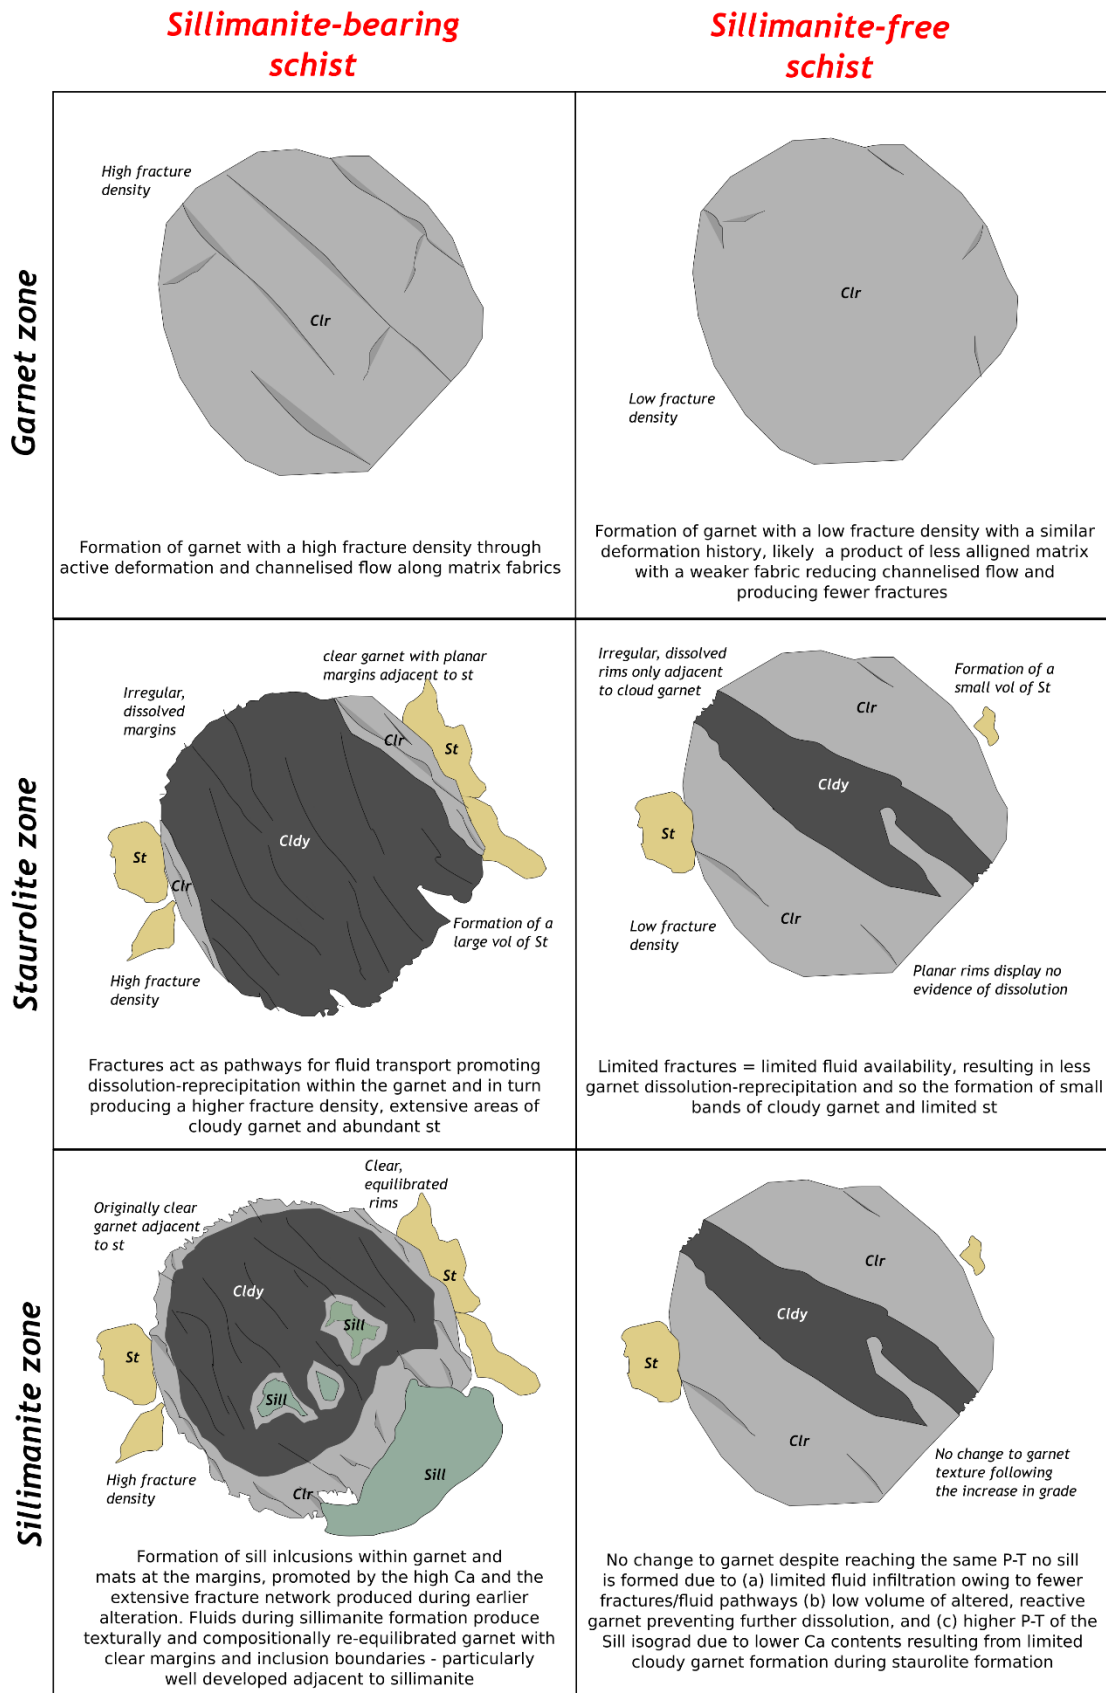 Sillimanite-bearing
schist
Sillimanite-free
schist
Garnet zone
High fracture
density
Clr
Formation of garnet with a high fracture density through
active deformation and channelised flow along matrix fabrics
Clr
Low fracture
density
Formation of garnet with a low fracture density with a similar
deformation history, likely  a product of less alligned matrix
with a weaker fabric reducing channelised flow and
producing fewer fractures
Staurolite zone
clear garnet with planar
margins adjacent to st
Irregular,
dissolved
margins
Clr
St
Cldy
St
Clr
Formation of a
large vol of St
High fracture
density
Fractures act as pathways for fluid transport promoting
dissolution-reprecipitation within the garnet and in turn
producing a higher fracture density, extensive areas of
cloudy garnet and abundant st
Irregular, dissolved
rims only adjacent
to cloud garnet
Formation of a
small vol of St
Clr
Cldy
St
Clr
Low fracture
density
Planar rims display no
evidence of dissolution
Limited fractures = limited fluid availability, resulting in less
garnet dissolution-reprecipitation and so the formation of small
bands of cloudy garnet and limited st
Sillimanite zone
Clear,
equilibrated
rims
Originally clear
garnet adjacent
to st
St
Cldy
Sill
St
Sill
Sill
High fracture
density
Clr
Formation of sill inlcusions within garnet and
mats at the margins, promoted by the high Ca and the
extensive fracture network produced during earlier
alteration. Fluids during sillimanite formation produce
texturally and compositionally re-equilibrated garnet with
clear margins and inclusion boundaries - particularly
well developed adjacent to sillimanite
Clr
Cldy
St
Clr
No change to garnet
texture following
the increase in grade
No change to garnet despite reaching the same P-T no sill
is formed due to (a) limited fluid infiltration owing to fewer
fractures/fluid pathways (b) low volume of altered, reactive
garnet preventing further dissolution, and (c) higher P-T of the
Sill isograd due to lower Ca contents resulting from limited
cloudy garnet formation during staurolite formation